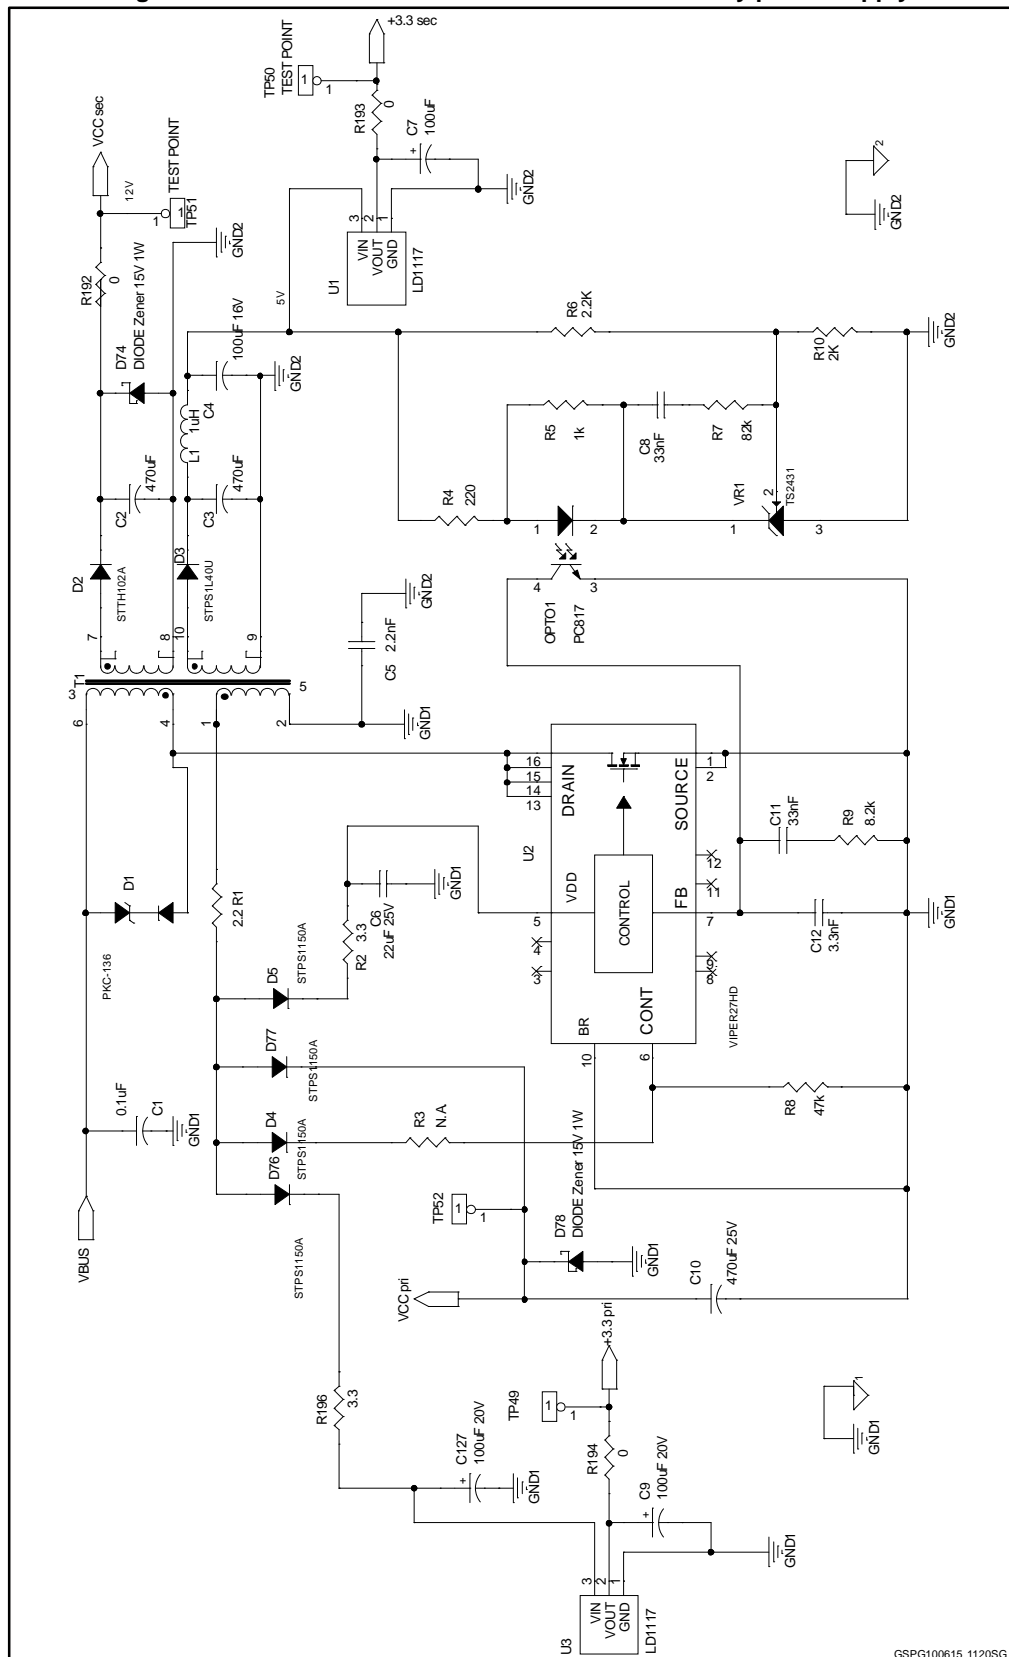 +3.3 sec
TP50
TEST POINT
1
1
R193
0
C7
+
100uF
GND2
3
2
1
VIN
VOUT
GND
U1
LD1117
2
GND2
VCC sec
12V
TEST POINT
1
1
TP51
R192
0
GND2
D74
DIODE Zener 15V 1W
C4
100uF 16V
GND2
L1
1uH
C2
470uF
C3
470uF
5V
D2
STTH102A
D3
STPS1L40U
7
8
10
9
T1
3
5
6
4
1
2
C5
2.2nF
GND2
GND1
R6
2.2K
R10
2K
GND2
R5
1k
C8
33nF
R7
82k
R4
220
1
2
VR1
TS2431
1
2
3
OPTO1
PC817
4
3
D1
PKC-136
2.2 R1
D5
STPS1150A
D77
STPS1150A
D4
STPS1150A
D76
STPS1150A
R2
3.3
C6
22uF 25V
GND1
C1
0.1uF
GND1
VBUS
U2
16
15
14
13
DRAIN
SOURCE
1
2
VDD
5
CONTROL
FB
12
11
7
4
3
9
8
BR
10
CONT
6
VIPER27HD
C11
33nF
R9
8.2k
C12
3.3nF
GND1
R8
47k
R3
N.A.
TP52
1
1
D78
DIODE Zener 15V 1W
GND1
C10
470uF 25V
VCC pri
R196
3.3
C127
+
100uF 20V
GND1
+3.3 pri
TP49
1
1
R194
0
C9
+
100uF 20V
GND1
3
2
1
VIN
VOUT
GND
U3
LD1117
1
GND1
GSPG100615_1120SG